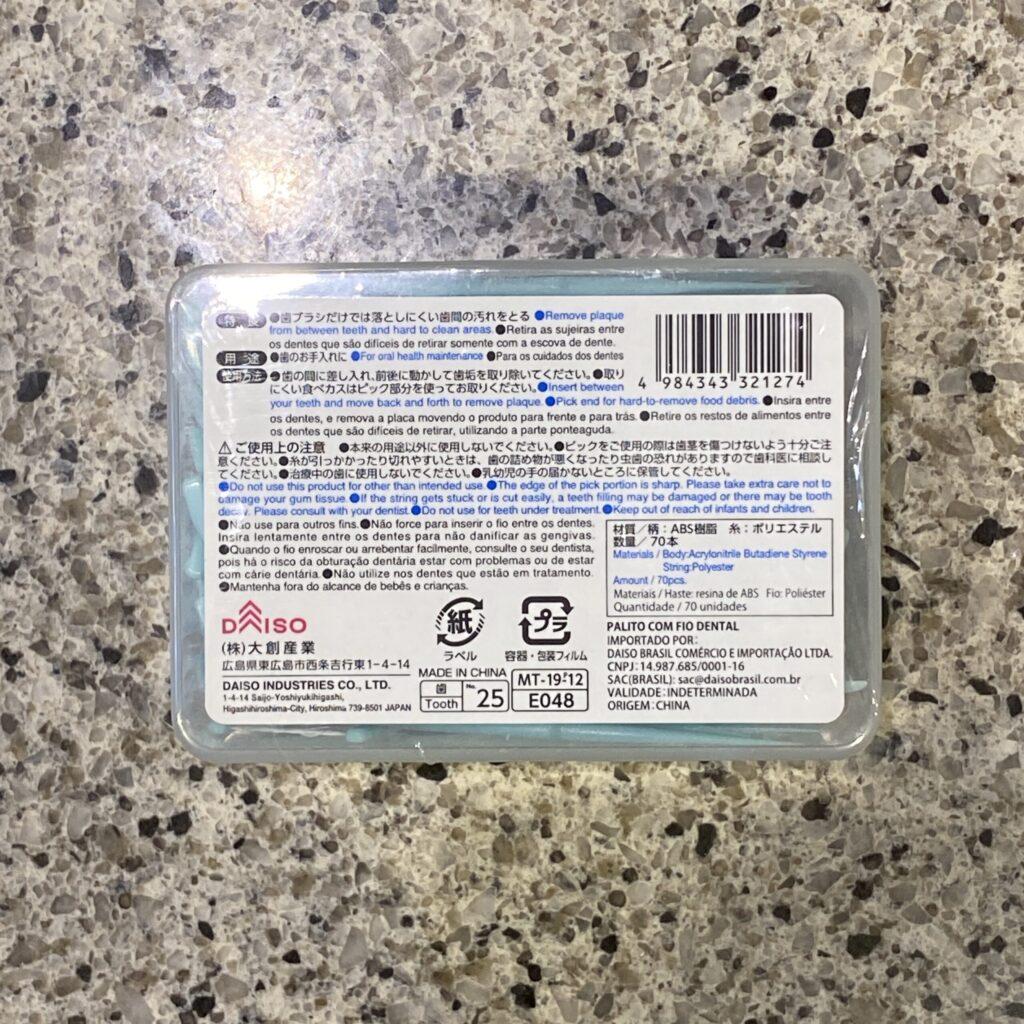 特 長 ●歯ブラシだけでは落としにくい歯間の汚れをとる ●Remove plaque
from between teeth and hard to clean areas. ●Retira as sujeiras entre
os dentes que são difíceis de retirar somente com a escova de dente.
用 途 ●歯のお手入れに ●For oral health maintenance ●Para os cuidados dos dentes
使用方法 ●歯の間に差し入れ、前後に動かして歯垢を取り除いてください。●取り
にくい食べカスはピック部分を使ってお取りください。●Insert between
your teeth and move back and forth to remove plaque. ●Pick end for hard-to-remove food debris. ●Insira entre
os dentes, e remova a placa movendo o produto para frente e para trás. ●Retire os restos de alimentos entre
os dentes que são difíceis de retirar, utilizando a parte ponteaguda.
4 984343 321274
⚠ご使用上の注意 ●本来の用途以外に使用しないでください。●ピックをご使用の際は歯茎を傷つけないよう十分ご注
意ください。●糸が引っかかったり切れやすいときは、歯の詰め物が悪くなったり虫歯の恐れがありますので歯科医に相談し
てください。●治療中の歯に使用しないでください。●乳幼児の手の届かないところに保管してください。
●Do not use this product for other than intended use. ●The edge of the pick portion is sharp. Please take extra care not to
damage your gum tissue. ●If the string gets stuck or is cut easily, a teeth filling may be damaged or there may be tooth
decay. Please consult with your dentist. ●Do not use for teeth under treatment. ●Keep out of reach of infants and children.
●Não use para outros fins. ●Não force para inserir o fio entre os dentes.
Insira lentamente entre os dentes para não danificar as gengivas.
●Quando o fio enroscar ou arrebentar facilmente, consulte o seu dentista,
pois há o risco da obturação dentária estar com problemas ou de estar
com cárie dentária. ●Não utilize nos dentes que estão em tratamento.
●Mantenha fora do alcance de bebês e crianças.
材質／柄：ABS樹脂 糸：ポリエステル
数量／70本
Materials / Body:Acrylonitrile Butadiene Styrene
String:Polyester
Amount / 70pcs.
Materiais / Haste: resina de ABS Fio: Poliéster
Quantidade / 70 unidades
DAISO
(株)大創産業
広島県東広島市西条吉行東1-4-14
DAISO INDUSTRIES CO., LTD.
1-4-14 Saijo-Yoshiyukihigashi,
Higashihiroshima-City, Hiroshima 739-8501 JAPAN
紙
ラベル
プラ
容器・包装フィルム
MADE IN CHINA
歯
Tooth
No. 25
MT-19-12
E048
PALITO COM FIO DENTAL
IMPORTADO POR:
DAISO BRASIL COMÉRCIO E IMPORTAÇÃO LTDA.
CNPJ: 14.987.685/0001-16
SAC(BRASIL): sac@daisobrasil.com.br
VALIDADE: INDETERMINADA
ORIGEM: CHINA